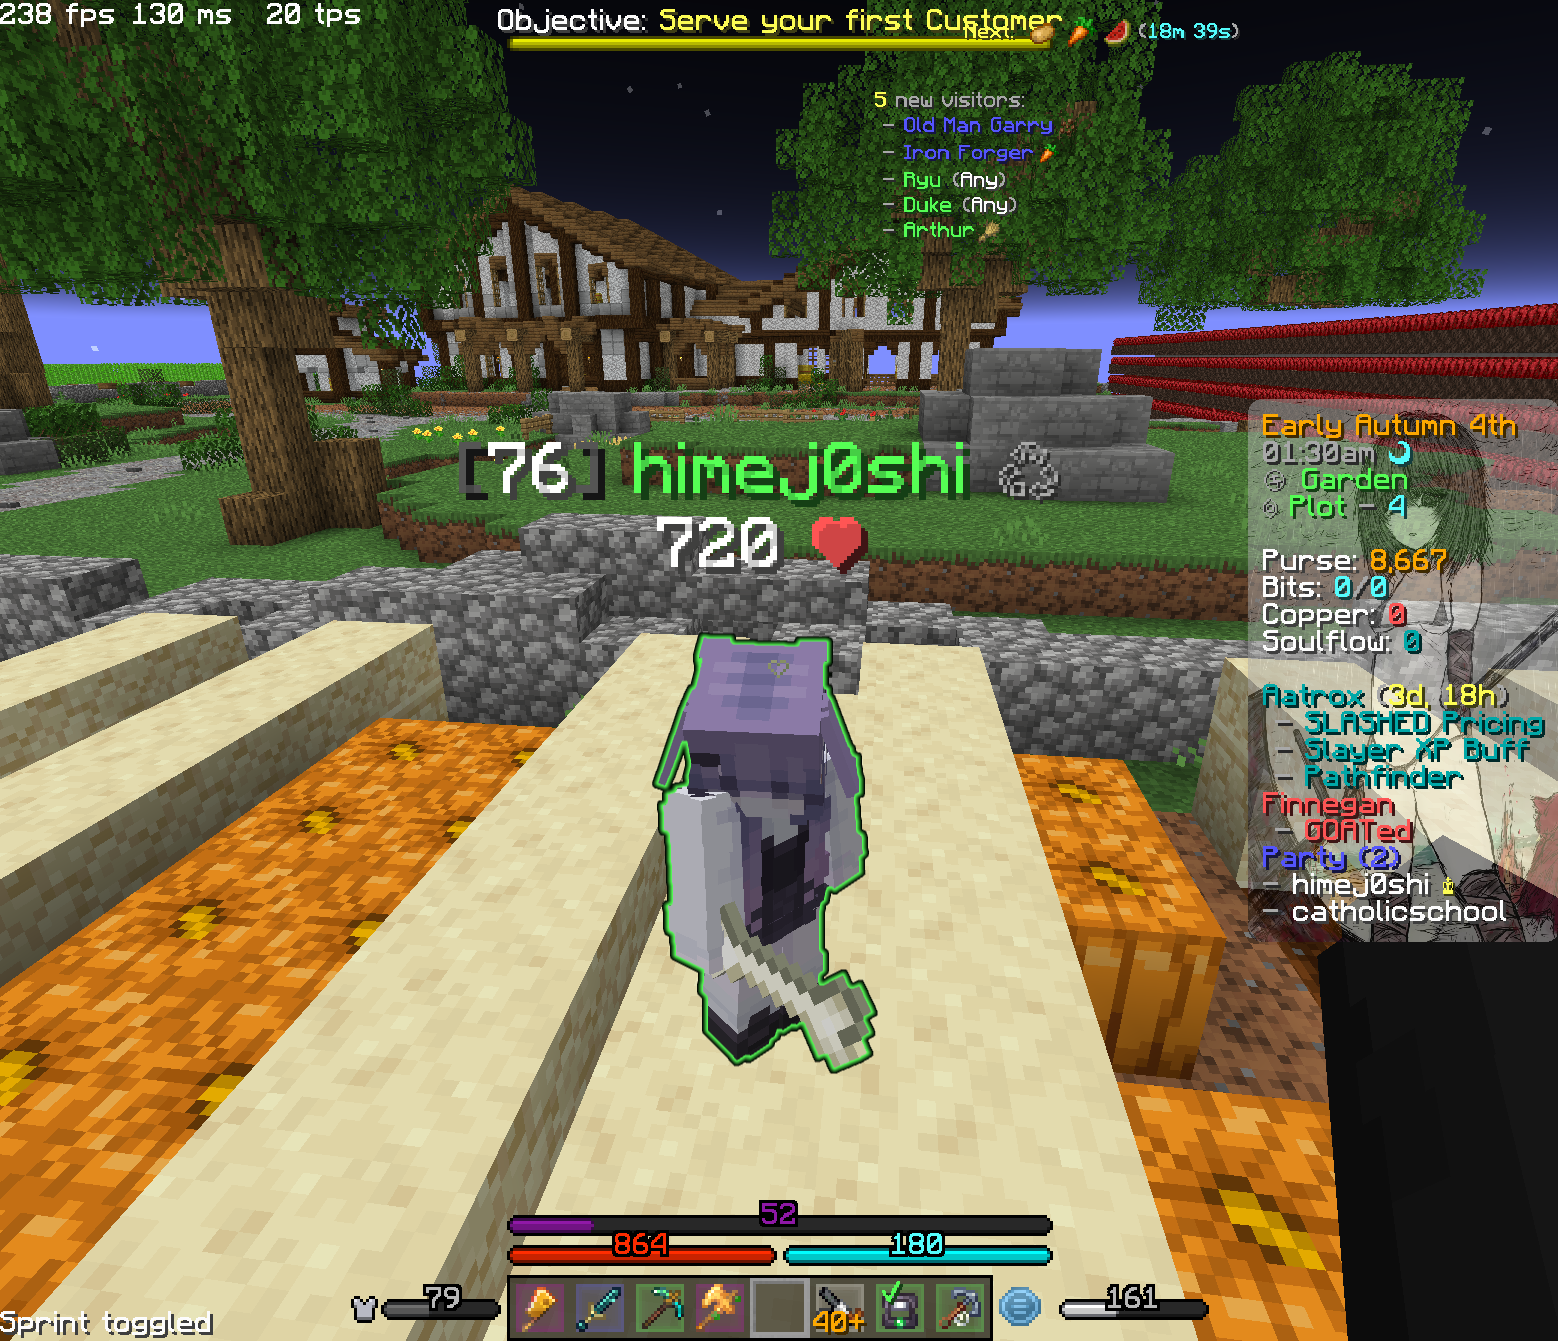 238 fps 130 ms 20 tps
Objective: Serve your first Customer
Next: (18m 39s)
5 new visitors:
- Old Man Garry
- Iron Forger
- Ryu (Any)
- Duke (Any)
- Arthur
[76] himej0shi
720
Early Autumn 4th
01:30am
Garden
Plot - 4
Purse: 8,667
Bits: 0/0
Copper: 0
Soulflow: 0
Aatrox (3d, 18h)
- SLASHED Pricing
- Slayer XP Buff
- Pathfinder
Finnegan
- GOATed
Party (2)
- himej0shi
- catholicschool
52
864
180
79
40+
161
Sprint toggled